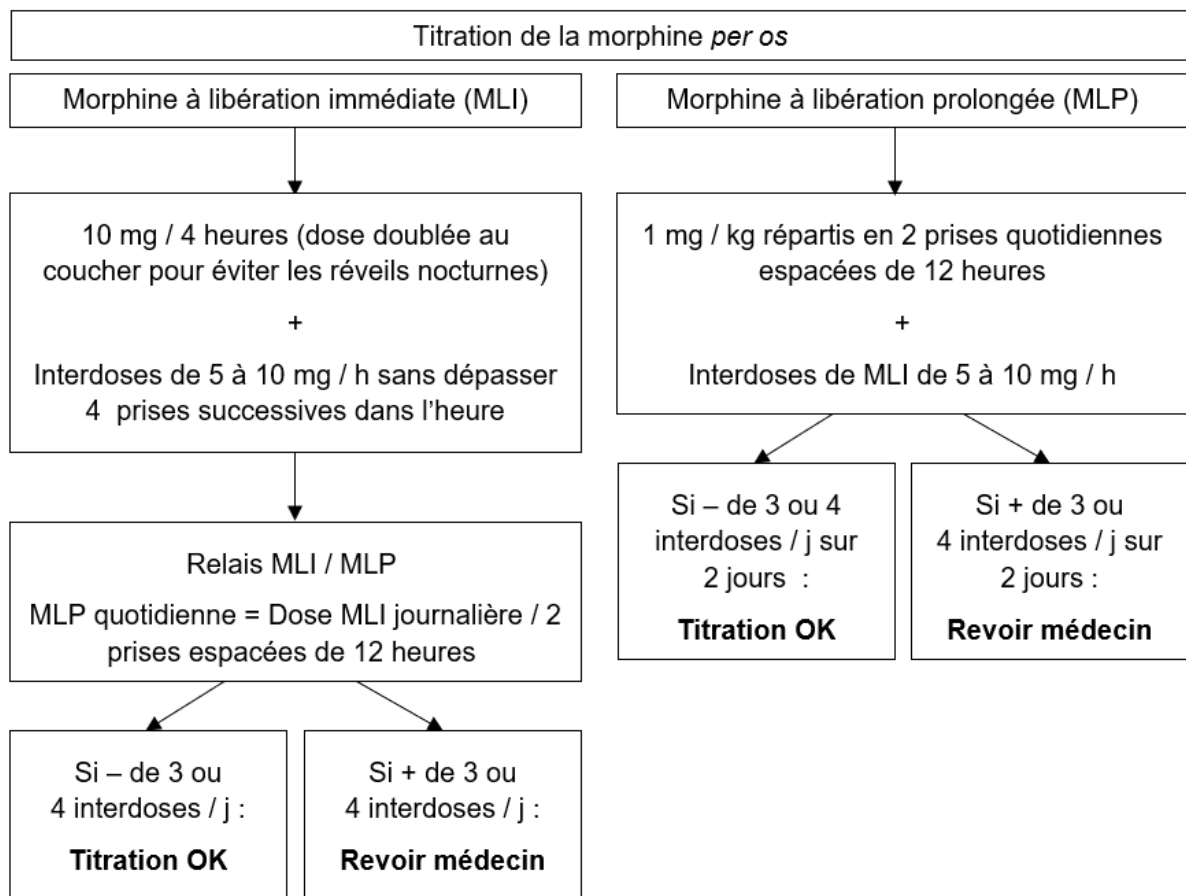 Titration de la morphine per os
Morphine à libération immédiate (MLI)
10 mg / 4 heures (dose doublée au
coucher pour éviter les réveils nocturnes)
+
Interdoses de 5 à 10 mg / h sans dépasser
4 prises successives dans l’heure
Relais MLI / MLP
MLP quotidienne = Dose MLI journalière / 2
prises espacées de 12 heures
Si – de 3 ou
4 interdoses / j :
Titration OK
Si + de 3 ou
4 interdoses / j :
Revoir médecin
Morphine à libération prolongée (MLP)
1 mg / kg répartis en 2 prises quotidiennes
espacées de 12 heures
+
Interdoses de MLI de 5 à 10 mg / h
Si – de 3 ou 4
interdoses / j sur
2 jours :
Titration OK
Si + de 3 ou
4 interdoses / j sur
2 jours :
Revoir médecin